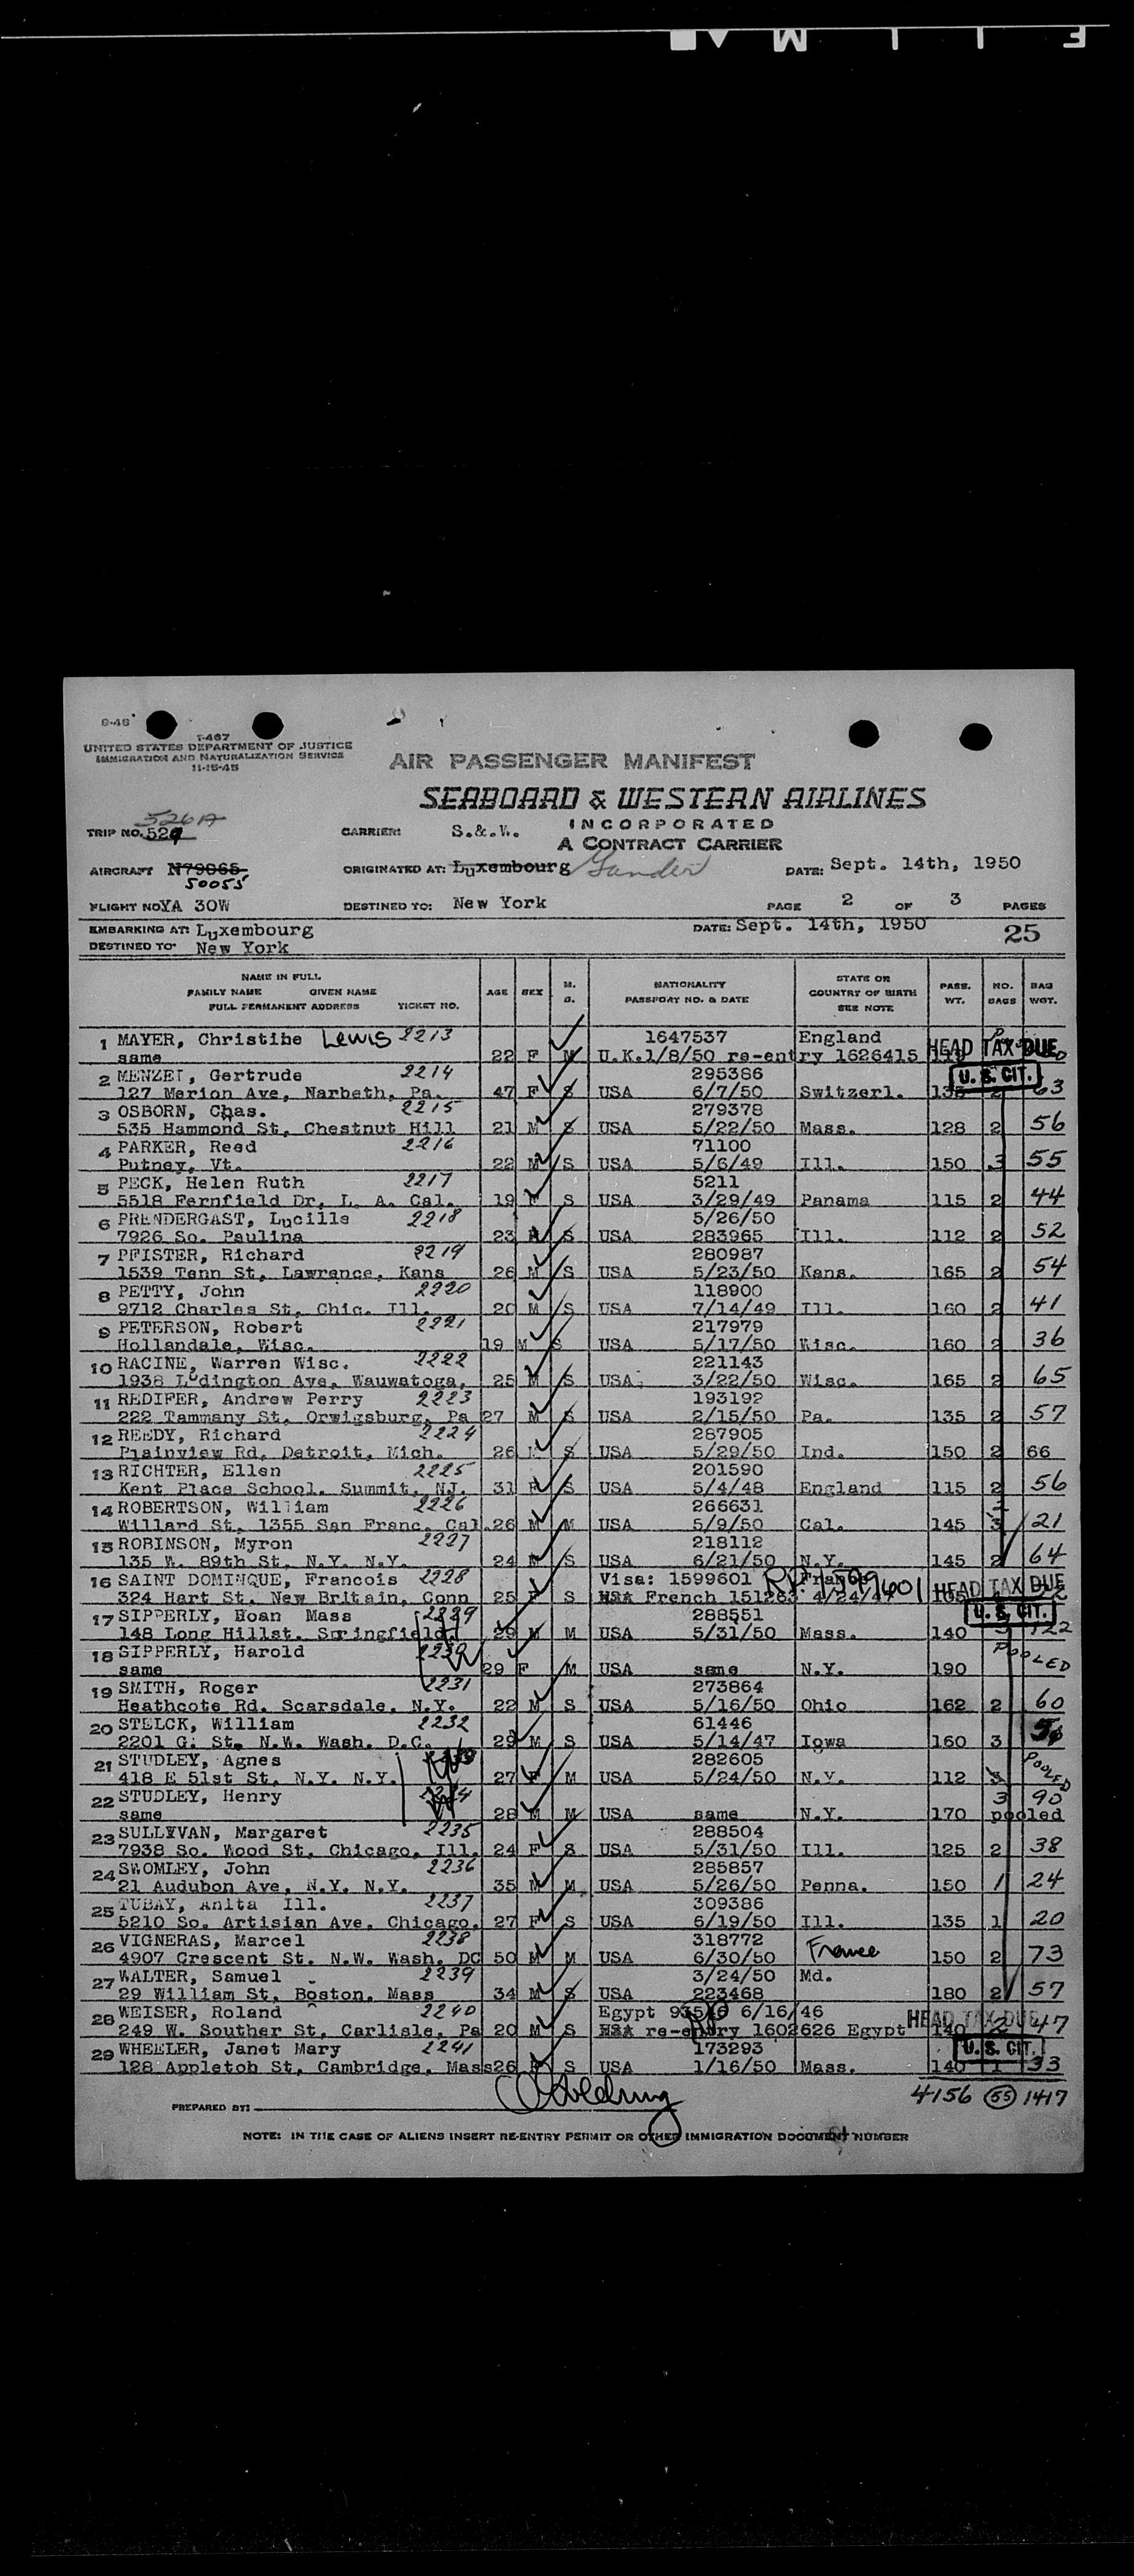 F I L M
9-46
I-467
UNITED STATES DEPARTMENT OF JUSTICE
IMMIGRATION AND NATURALIZATION SERVICE
11-15-45
AIR PASSENGER MANIFEST
SEABOARD & WESTERN AIRLINES
INCORPORATED
A CONTRACT CARRIER
526A
TRIP NO. 529 CARRIER: S.&.W.
AIRCRAFT N79065 ORIGINATED AT: Luxembourg Gander DATE: Sept. 14th, 1950
50055
FLIGHT NO YA 30W DESTINED TO: New York PAGE 2 OF 3 PAGES
EMBARKING AT: Luxembourg DATE: Sept. 14th, 1950 25
DESTINED TO New York
NAME IN FULL
FAMILY NAME GIVEN NAME
FULL PERMANENT ADDRESS TICKET NO.
AGE SEX M. S.
NATIONALITY
PASSPORT NO. & DATE
STATE OR
COUNTRY OF BIRTH
SEE NOTE
PASS. WT. NO. BAGS BAG WGT.
1 MAYER, Christibe Lewis 2213 1647537 England
same 22 F M U.K.1/8/50 re-entry 1626415 HEAD TAX DUE
2 MENZEL, Gertrude 2214 295386 U. S. CIT.
127 Merion Ave, Narbeth, Pa. 47 F S USA 6/7/50 Switzerl. 135 2 63
3 OSBORN, Chas. 2215 279378
535 Hammond St, Chestnut Hill 21 M S USA 5/22/50 Mass. 128 2 56
4 PARKER, Reed 2216 71100
Putney, Vt. 22 M S USA 5/6/49 Ill. 150 3 55
5 PECK, Helen Ruth 2217 5211
5518 Fernfield Dr, L. A. Cal. 19 F S USA 3/29/49 Panama 115 2 44
6 PRENDERGAST, Lucille 2218 5/26/50
7926 So. Paulina 23 S USA 283965 Ill. 112 2 52
7 PFISTER, Richard 2219 280987
1539 Tenn St, Lawrence, Kans 26 M S USA 5/23/50 Kans. 165 2 54
8 PETTY, John 2220 118900
9712 Charles St, Chic. Ill. 20 M S USA 7/14/49 Ill. 160 2 41
9 PETERSON, Robert 2221 217979
Hollandale, Wisc. 19 M S USA 5/17/50 Wisc. 160 2 36
10 RACINE, Warren Wisc. 2222 221143
1938 Ludington Ave, Wauwatoga, 25 M S USA 3/22/50 Wisc. 165 2 65
11 REDIFER, Andrew Perry 2223 193192
222 Tammany St, Orwigsburg, Pa 27 M S USA 2/15/50 Pa. 135 2 57
12 REEDY, Richard 2224 287905
Plainview Rd, Detroit, Mich. 26 M S USA 5/29/50 Ind. 150 2 66
13 RICHTER, Ellen 2225 201590
Kent Place School. Summit, NJ. 31 F S USA 5/4/48 England 115 2 56
14 ROBERTSON, William 2226 266631 2
Willard St, 1355 San Franc. Cal. 26 M M USA 5/9/50 Cal. 145 3 21
15 ROBINSON, Myron 2227 218112
135 W. 89th St, N.Y. N.Y. 24 M S USA 6/21/50 N.Y. 145 2 64
16 SAINT DOMINQUE, Francois 2228 Visa: 1599601 RP. 1599601 France
324 Hart St, New Britain, Conn 25 F S USA French 151263 4/24/47 105 HEAD TAX DUE
17 SIPPERLY, Hoan Mass 2229 288551 U. S. CIT.
148 Long Hillst. Springfield. 29 M M USA 5/31/50 Mass. 140 3 122
18 SIPPERLY, Harold 2230 POOLED
same 29 F M USA same N.Y. 190
19 SMITH, Roger 2231 273864
Heathcote Rd. Scarsdale, N.Y. 22 M S USA 5/16/50 Ohio 162 2 60
20 STELCK, William 2232 61446
2201 G. St. N.W. Wash. D.C. 29 M S USA 5/14/47 Iowa 160 3 56
21 STUDLEY, Agnes 282605 POOLED
418 E 51st St, N.Y. N.Y. 27 F M USA 5/24/50 N.Y. 112 3
22 STUDLEY, Henry 2234 3 90
same 28 M M USA same N.Y. 170 pooled
23 SULLYVAN, Margaret 2235 288504
7938 So. Wood St, Chicago, Ill. 24 F S USA 5/31/50 Ill. 125 2 38
24 SWOMLEY, John 2236 285857
21 Audubon Ave, N.Y. N.Y. 35 M M USA 5/26/50 Penna. 150 1 24
25 TUBAY, Anita Ill. 2237 309386
5210 So. Artisian Ave, Chicago, 27 F S USA 6/19/50 Ill. 135 1 20
26 VIGNERAS, Marcel 2238 318772 France
4907 Crescent St. N.W. Wash, DC 50 M M USA 6/30/50 150 2 73
27 WALTER, Samuel 2239 3/24/50 Md.
29 William St, Boston, Mass 34 M S USA 223468 180 2 57
28 WEISER, Roland 2240 Egypt 6/16/46 HEAD TAX DUE
249 W. Souther St, Carlisle, Pa 20 M S USA re-entry 1602626 Egypt 140 2 47
29 WHEELER, Janet Mary 2241 173293 U. S. CIT.
128 Appletoh St, Cambridge, Mass 26 F S USA 1/16/50 Mass. 140 1 33
4156 55 1417
PREPARED BY:
NOTE: IN THE CASE OF ALIENS INSERT RE-ENTRY PERMIT OR OTHER IMMIGRATION DOCUMENT NUMBER